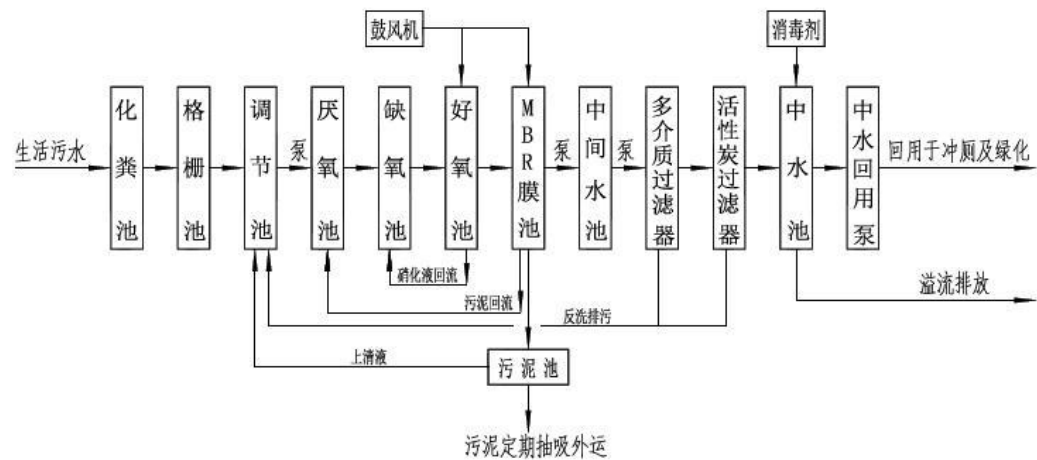 鼓风机
消毒剂
生活污水
化粪池
格栅池
调节池
泵
厌氧池
缺氧池
好氧池
MBR膜池
泵
中间水池
泵
多介质过滤器
活性炭过滤器
中水池
中水回用泵
回用于冲厕及绿化
硝化液回流
溢流排放
污泥回流
反洗排污
上清液
污泥池
污泥定期抽吸外运